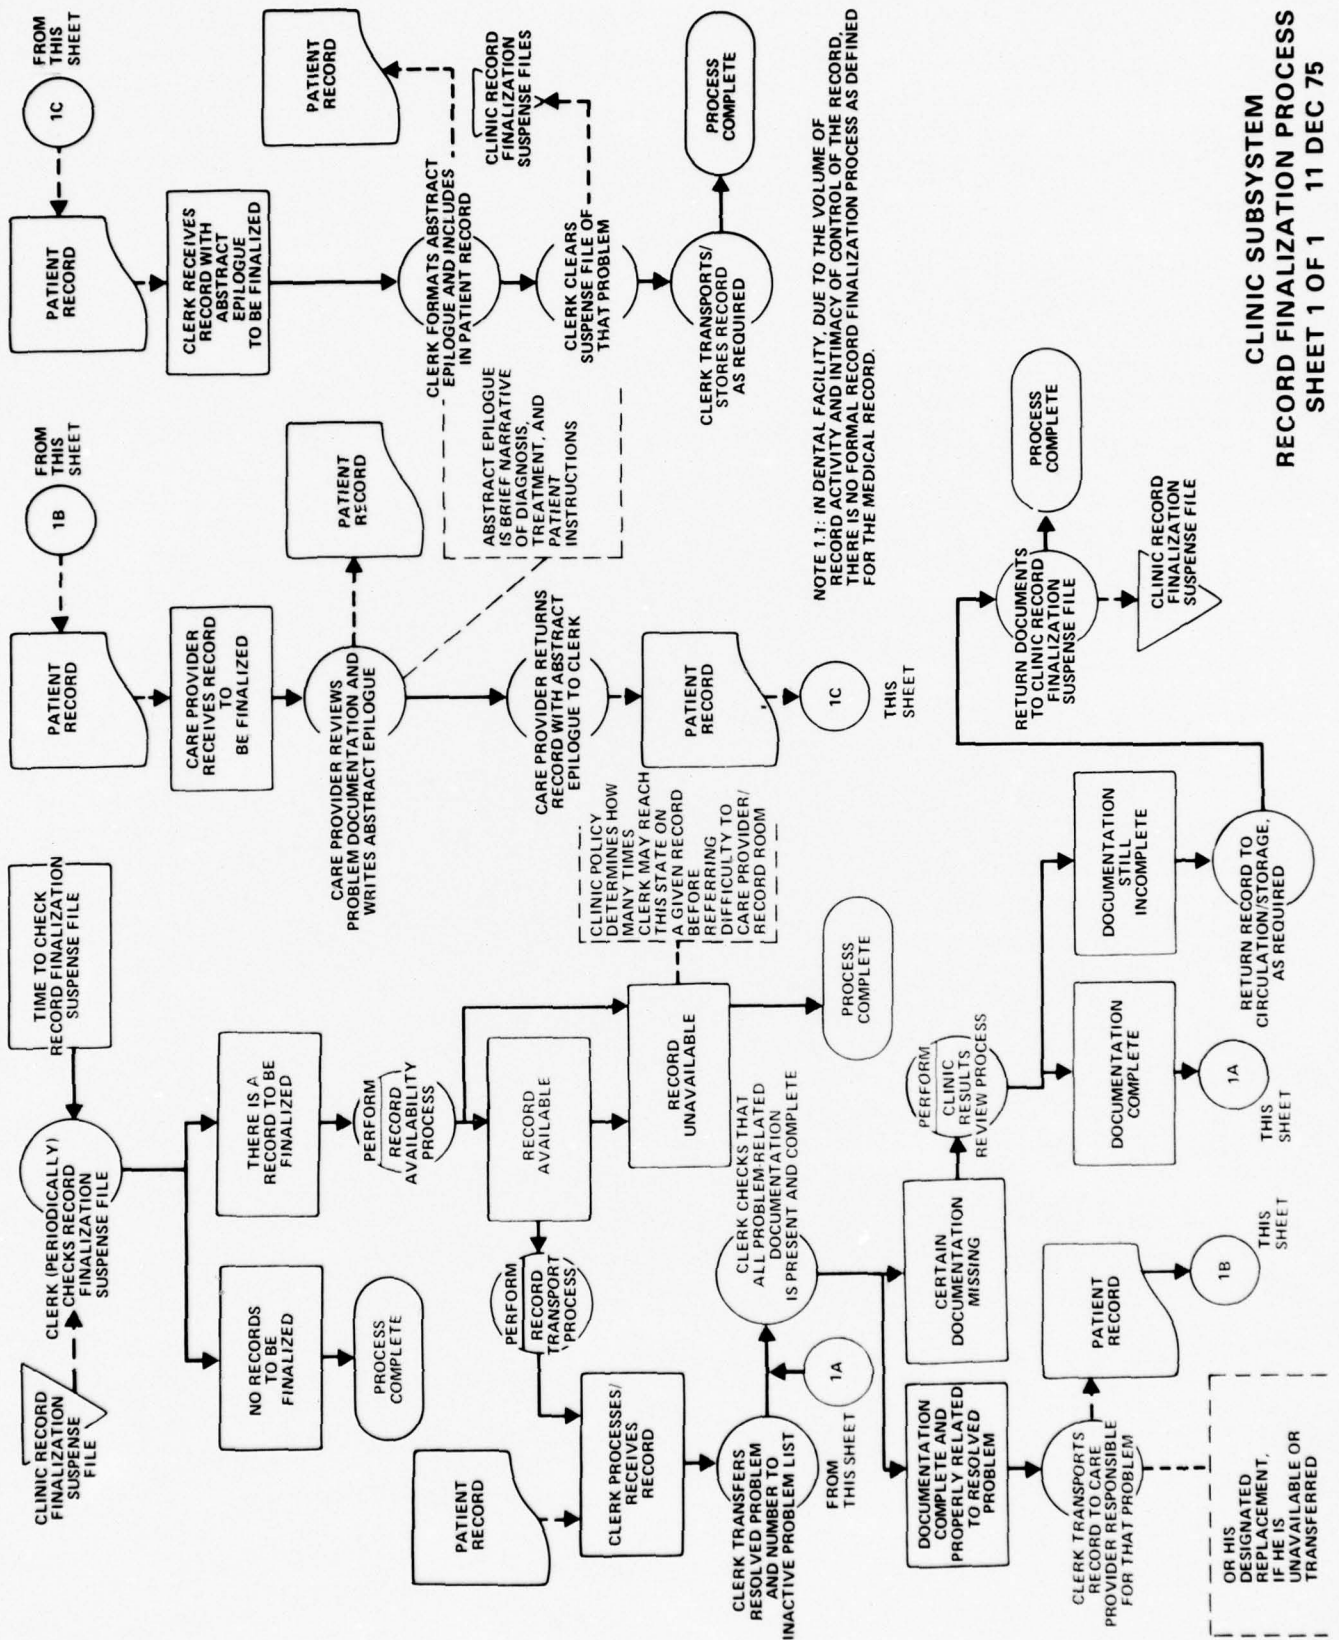 CLINIC RECORD
FINALIZATION
SUSPENSE
FILE
CLERK (PERIODICALLY)
CHECKS RECORD
FINALIZATION
SUSPENSE FILE
TIME TO CHECK
RECORD FINALIZATION
SUSPENSE FILE
NO RECORDS
TO BE
FINALIZED
PROCESS
COMPLETE
THERE IS A
RECORD TO BE
FINALIZED
PERFORM
RECORD
AVAILABILITY
PROCESS
RECORD
AVAILABLE
RECORD
UNAVAILABLE
CLINIC POLICY
DETERMINES HOW
MANY TIMES
CLERK MAY REACH
THIS STATE ON
A GIVEN RECORD
BEFORE
REFERRING
DIFFICULTY TO
CARE PROVIDER/
RECORD ROOM
PROCESS
COMPLETE
PERFORM
RECORD
TRANSPORT
PROCESS
PATIENT
RECORD
CLERK PROCESSES/
RECEIVES
RECORD
CLERK TRANSFERS
RESOLVED PROBLEM
AND NUMBER TO
INACTIVE PROBLEM LIST
1A
FROM
THIS SHEET
CLERK CHECKS THAT
ALL PROBLEM-RELATED
DOCUMENTATION
IS PRESENT AND COMPLETE
DOCUMENTATION
COMPLETE AND
PROPERLY RELATED
TO RESOLVED
PROBLEM
CERTAIN
DOCUMENTATION
MISSING
CLERK TRANSPORTS
RECORD TO CARE
PROVIDER RESPONSIBLE
FOR THAT PROBLEM
OR HIS
DESIGNATED
REPLACEMENT,
IF HE IS
UNAVAILABLE OR
TRANSFERRED
PATIENT
RECORD
1B
THIS
SHEET
PERFORM
CLINIC
RESULTS
REVIEW PROCESS
DOCUMENTATION
COMPLETE
1A
THIS
SHEET
DOCUMENTATION
STILL
INCOMPLETE
RETURN RECORD TO
CIRCULATION/STORAGE,
AS REQUIRED
RETURN DOCUMENTS
TO CLINIC RECORD
FINALIZATION
SUSPENSE FILE
CLINIC RECORD
FINALIZATION
SUSPENSE FILE
PROCESS
COMPLETE
1B
FROM
THIS
SHEET
PATIENT
RECORD
CARE PROVIDER
RECEIVES RECORD
TO
BE FINALIZED
CARE PROVIDER REVIEWS
PROBLEM DOCUMENTATION AND
WRITES ABSTRACT EPILOGUE
PATIENT
RECORD
ABSTRACT EPILOGUE
IS BRIEF NARRATIVE
OF DIAGNOSIS,
TREATMENT, AND
PATIENT
INSTRUCTIONS
CARE PROVIDER RETURNS
RECORD WITH ABSTRACT
EPILOGUE TO CLERK
PATIENT
RECORD
1C
THIS
SHEET
1C
FROM
THIS
SHEET
PATIENT
RECORD
CLERK RECEIVES
RECORD WITH
ABSTRACT
EPILOGUE
TO BE FINALIZED
CLERK FORMATS ABSTRACT
EPILOGUE AND INCLUDES
IN PATIENT RECORD
PATIENT
RECORD
CLERK CLEARS
SUSPENSE FILE OF
THAT PROBLEM
CLINIC RECORD
FINALIZATION
SUSPENSE FILES
CLERK TRANSPORTS/
STORES RECORD
AS REQUIRED
PROCESS
COMPLETE
NOTE 1.1: IN DENTAL FACILITY, DUE TO THE VOLUME OF
RECORD ACTIVITY AND INTIMACY OF CONTROL OF THE RECORD,
THERE IS NO FORMAL RECORD FINALIZATION PROCESS AS DEFINED
FOR THE MEDICAL RECORD.
CLINIC SUBSYSTEM
RECORD FINALIZATION PROCESS
SHEET 1 OF 1 11 DEC 75